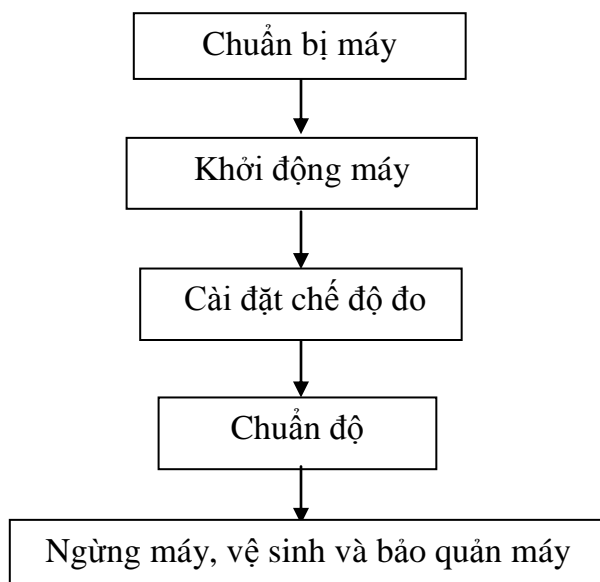 Chuẩn bị máy
Khởi động máy
Cài đặt chế độ đo
Chuẩn độ
Ngừng máy, vệ sinh và bảo quản máy